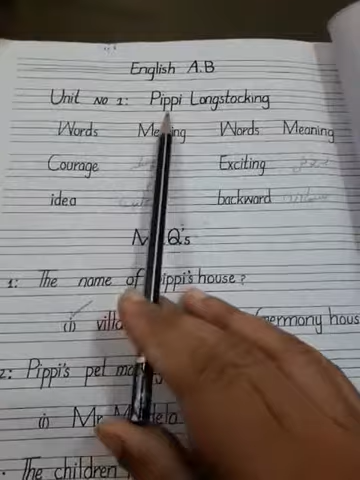 English A.B
Unit No 1: Pippi Longstocking
Words Meaning Words Meaning
Courage Exciting
idea backward
M Q's
1: The name of Pippi's house?
(i) villa germony hous
2: Pippi's pet mo
(i) Mr
The children